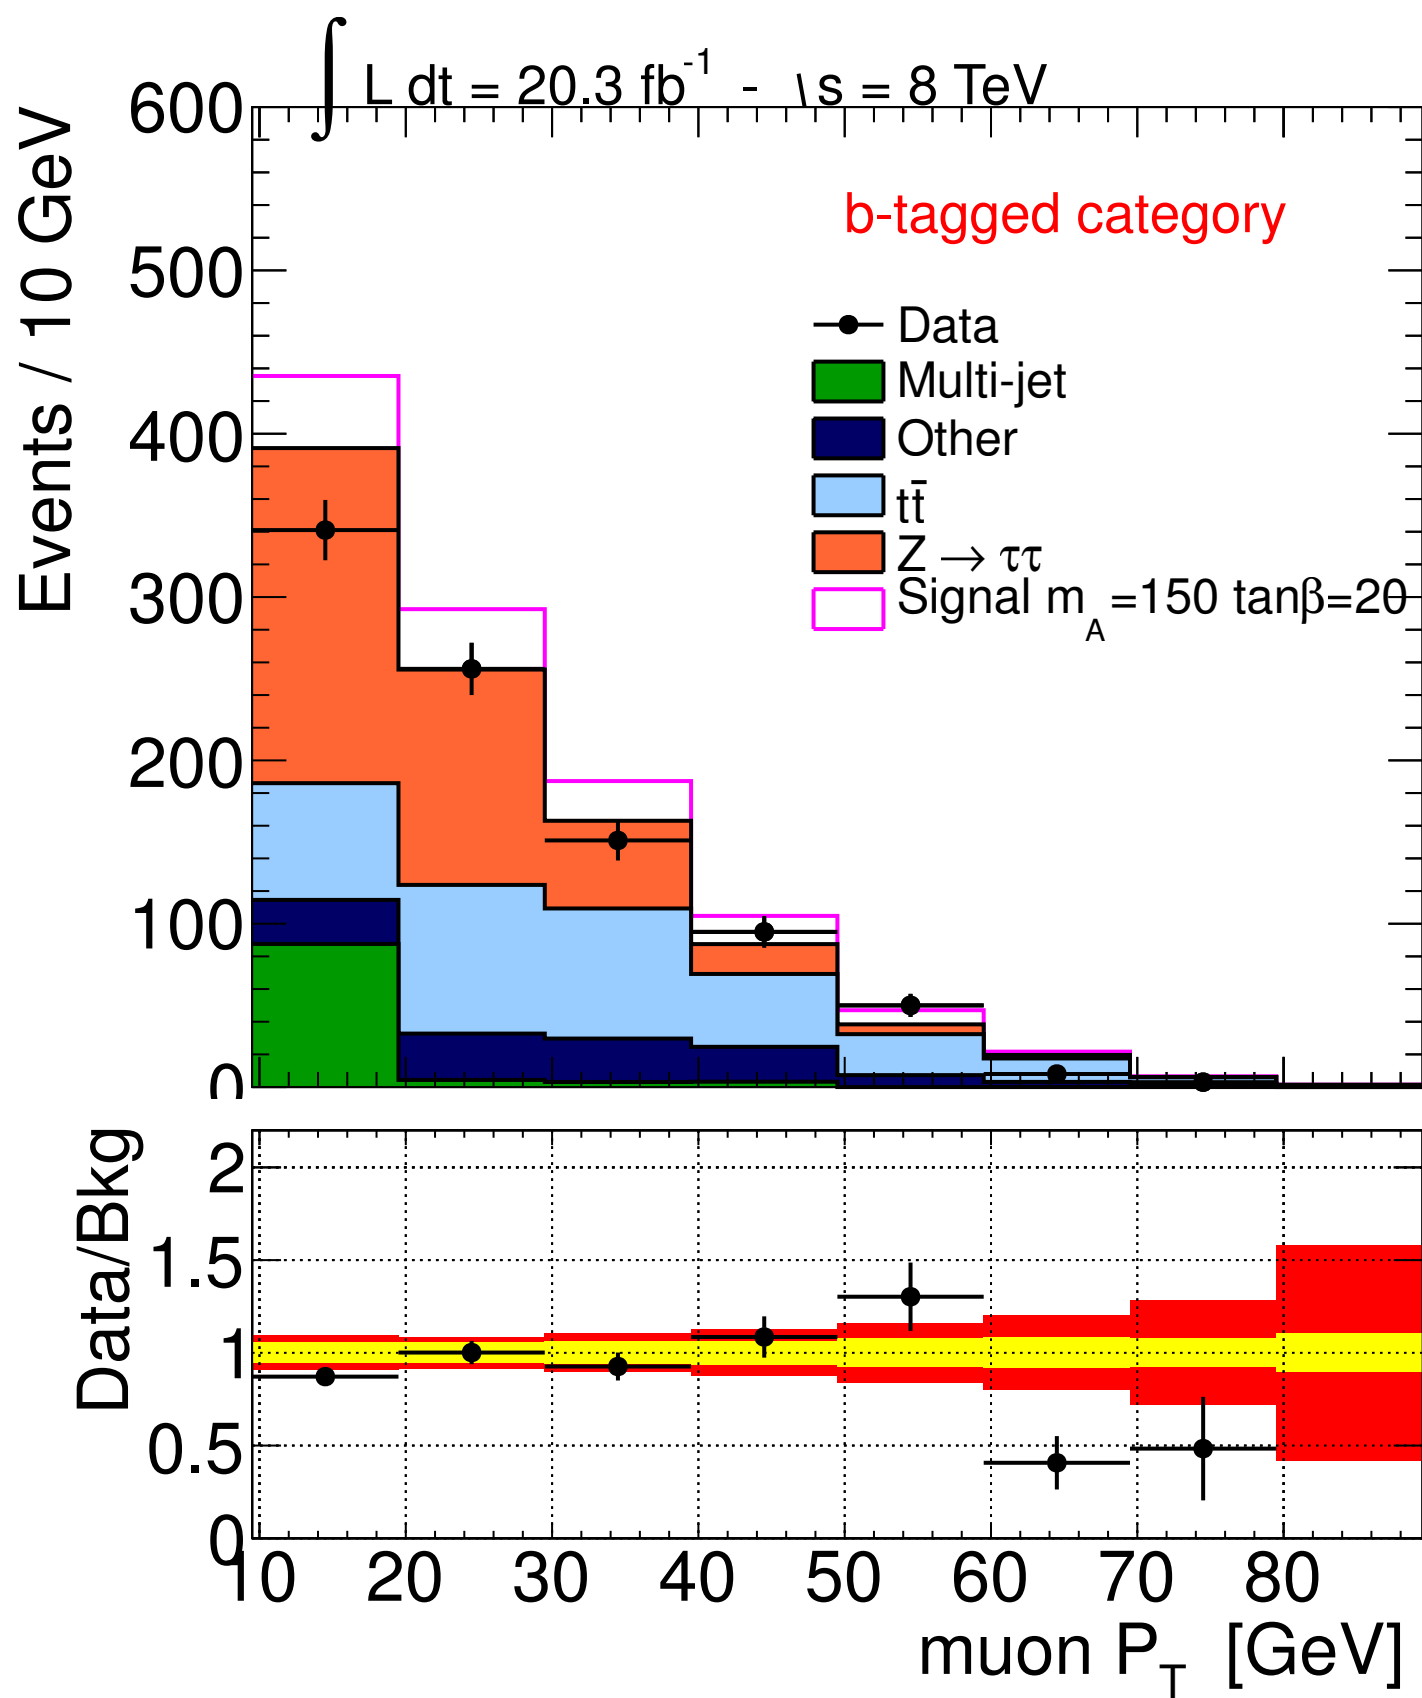 ∫ L dt = 20.3 fb-1 - \s = 8 TeV
Events / 10 GeV
600
500
400
300
200
100
0
b-tagged category
Data
Multi-jet
Other
tt̄
Z → ττ
Signal mA=150 tanβ=20
Data/Bkg
2
1.5
1
0.5
0
10 20 30 40 50 60 70 80
muon PT [GeV]